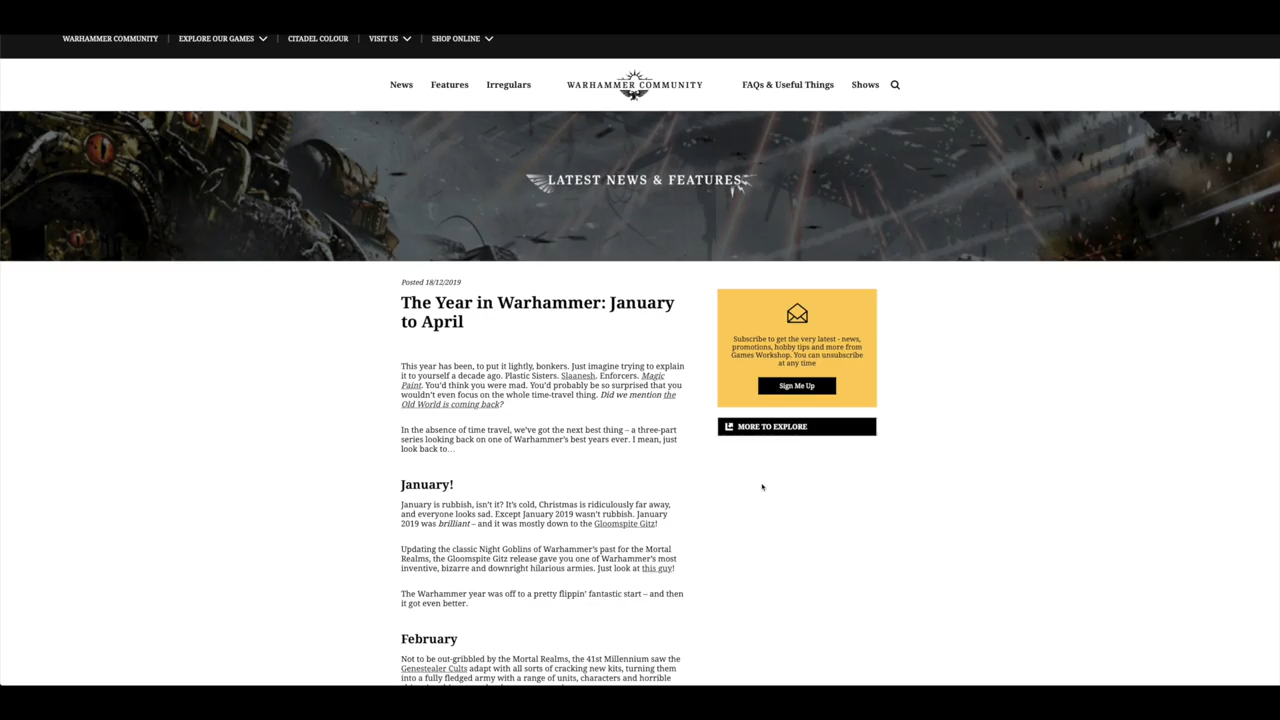 WARHAMMER COMMUNITY
EXPLORE OUR GAMES
CITADEL COLOUR
VISIT US
SHOP ONLINE
News
Features
Irregulars
WARHAMMER COMMUNITY
FAQs & Useful Things
Shows
LATEST NEWS & FEATURES
Posted 18/12/2019
The Year in Warhammer: January
to April
This year has been, to put it lightly, bonkers. Just imagine trying to explain
it to yourself a decade ago. Plastic Sisters. Slaanesh. Enforcers. Magic
Paint. You'd think you were mad. You'd probably be so surprised that you
wouldn't even focus on the whole time-travel thing. Did we mention the
Old World is coming back?
In the absence of time travel, we've got the next best thing – a three-part
series looking back on one of Warhammer's best years ever. I mean, just
look back to…
January!
January is rubbish, isn't it? It's cold, Christmas is ridiculously far away,
and everyone looks sad. Except January 2019 wasn't rubbish. January
2019 was brilliant – and it was mostly down to the Gloomspite Gitz!
Updating the classic Night Goblins of Warhammer's past for the Mortal
Realms, the Gloomspite Gitz release gave you one of Warhammer's most
inventive, bizarre and downright hilarious armies. Just look at this guy!
The Warhammer year was off to a pretty flippin' fantastic start – and then
it got even better.
February
Not to be out-gribbled by the Mortal Realms, the 41st Millennium saw the
Genestealer Cults adapt with all sorts of cracking new kits, turning them
into a fully fledged army with a range of units, characters and horrible
Subscribe to get the very latest - news,
promotions, hobby tips and more from
Games Workshop. You can unsubscribe
at any time
Sign Me Up
MORE TO EXPLORE